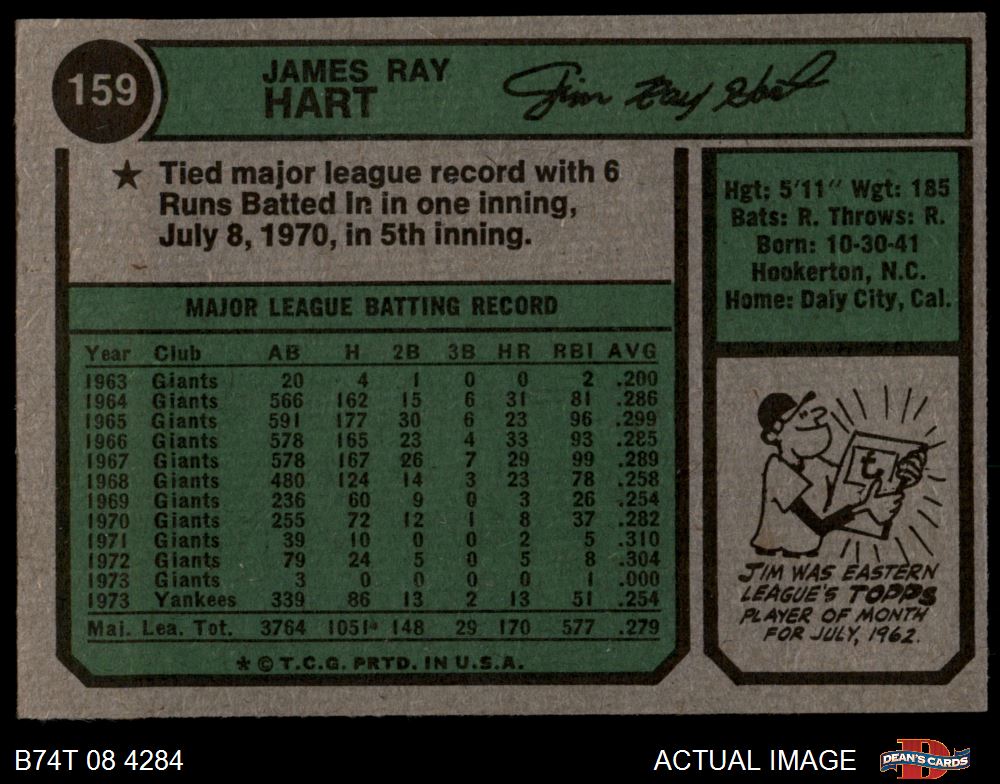 159
JAMES RAY
HART
Jim Ray Hart
★ Tied major league record with 6
Runs Batted In in one inning,
July 8, 1970, in 5th inning.
Hgt: 5'11" Wgt: 185
Bats: R. Throws: R.
Born: 10-30-41
Hookerton, N.C.
Home: Daly City, Cal.
MAJOR LEAGUE BATTING RECORD
Year Club AB H 2B 3B HR RBI AVG
1963 Giants 20 4 1 0 0 2 .200
1964 Giants 566 162 15 6 31 81 .286
1965 Giants 591 177 30 6 23 96 .299
1966 Giants 578 165 23 4 33 93 .285
1967 Giants 578 167 26 7 29 99 .289
1968 Giants 480 124 14 3 23 78 .258
1969 Giants 236 60 9 0 3 26 .254
1970 Giants 255 72 12 1 8 37 .282
1971 Giants 39 10 0 0 2 5 .310
1972 Giants 79 24 5 0 5 8 .304
1973 Giants 3 0 0 0 0 1 .000
1973 Yankees 339 86 13 2 13 51 .254
Maj. Lea. Tot. 3764 1051 148 29 170 577 .279
* © T.C.G. PRTD. IN U.S.A.
t
JIM WAS EASTERN
LEAGUE'S TOPPS
PLAYER OF MONTH
FOR JULY, 1962.
B74T 08 4284
ACTUAL IMAGE
D
DEAN'S CARDS